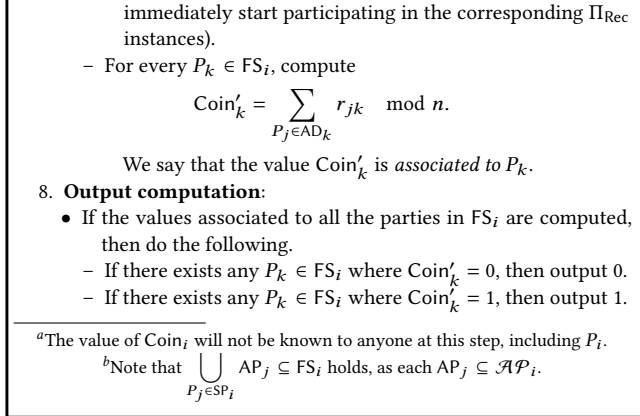 immediately start participating in the corresponding Π_Rec
instances).
– For every P_k ∈ FS_i, compute
Coin′_k = ∑_{P_j∈AD_k} r_{jk} mod n.
We say that the value Coin′_k is associated to P_k.
8. Output computation:
• If the values associated to all the parties in FS_i are computed,
then do the following.
– If there exists any P_k ∈ FS_i where Coin′_k = 0, then output 0.
– If there exists any P_k ∈ FS_i where Coin′_k = 1, then output 1.
^a The value of Coin_i will not be known to anyone at this step, including P_i.
^b Note that ⋃_{P_j∈SP_i} AP_j ⊆ FS_i holds, as each AP_j ⊆ 𝒜𝒫_i.